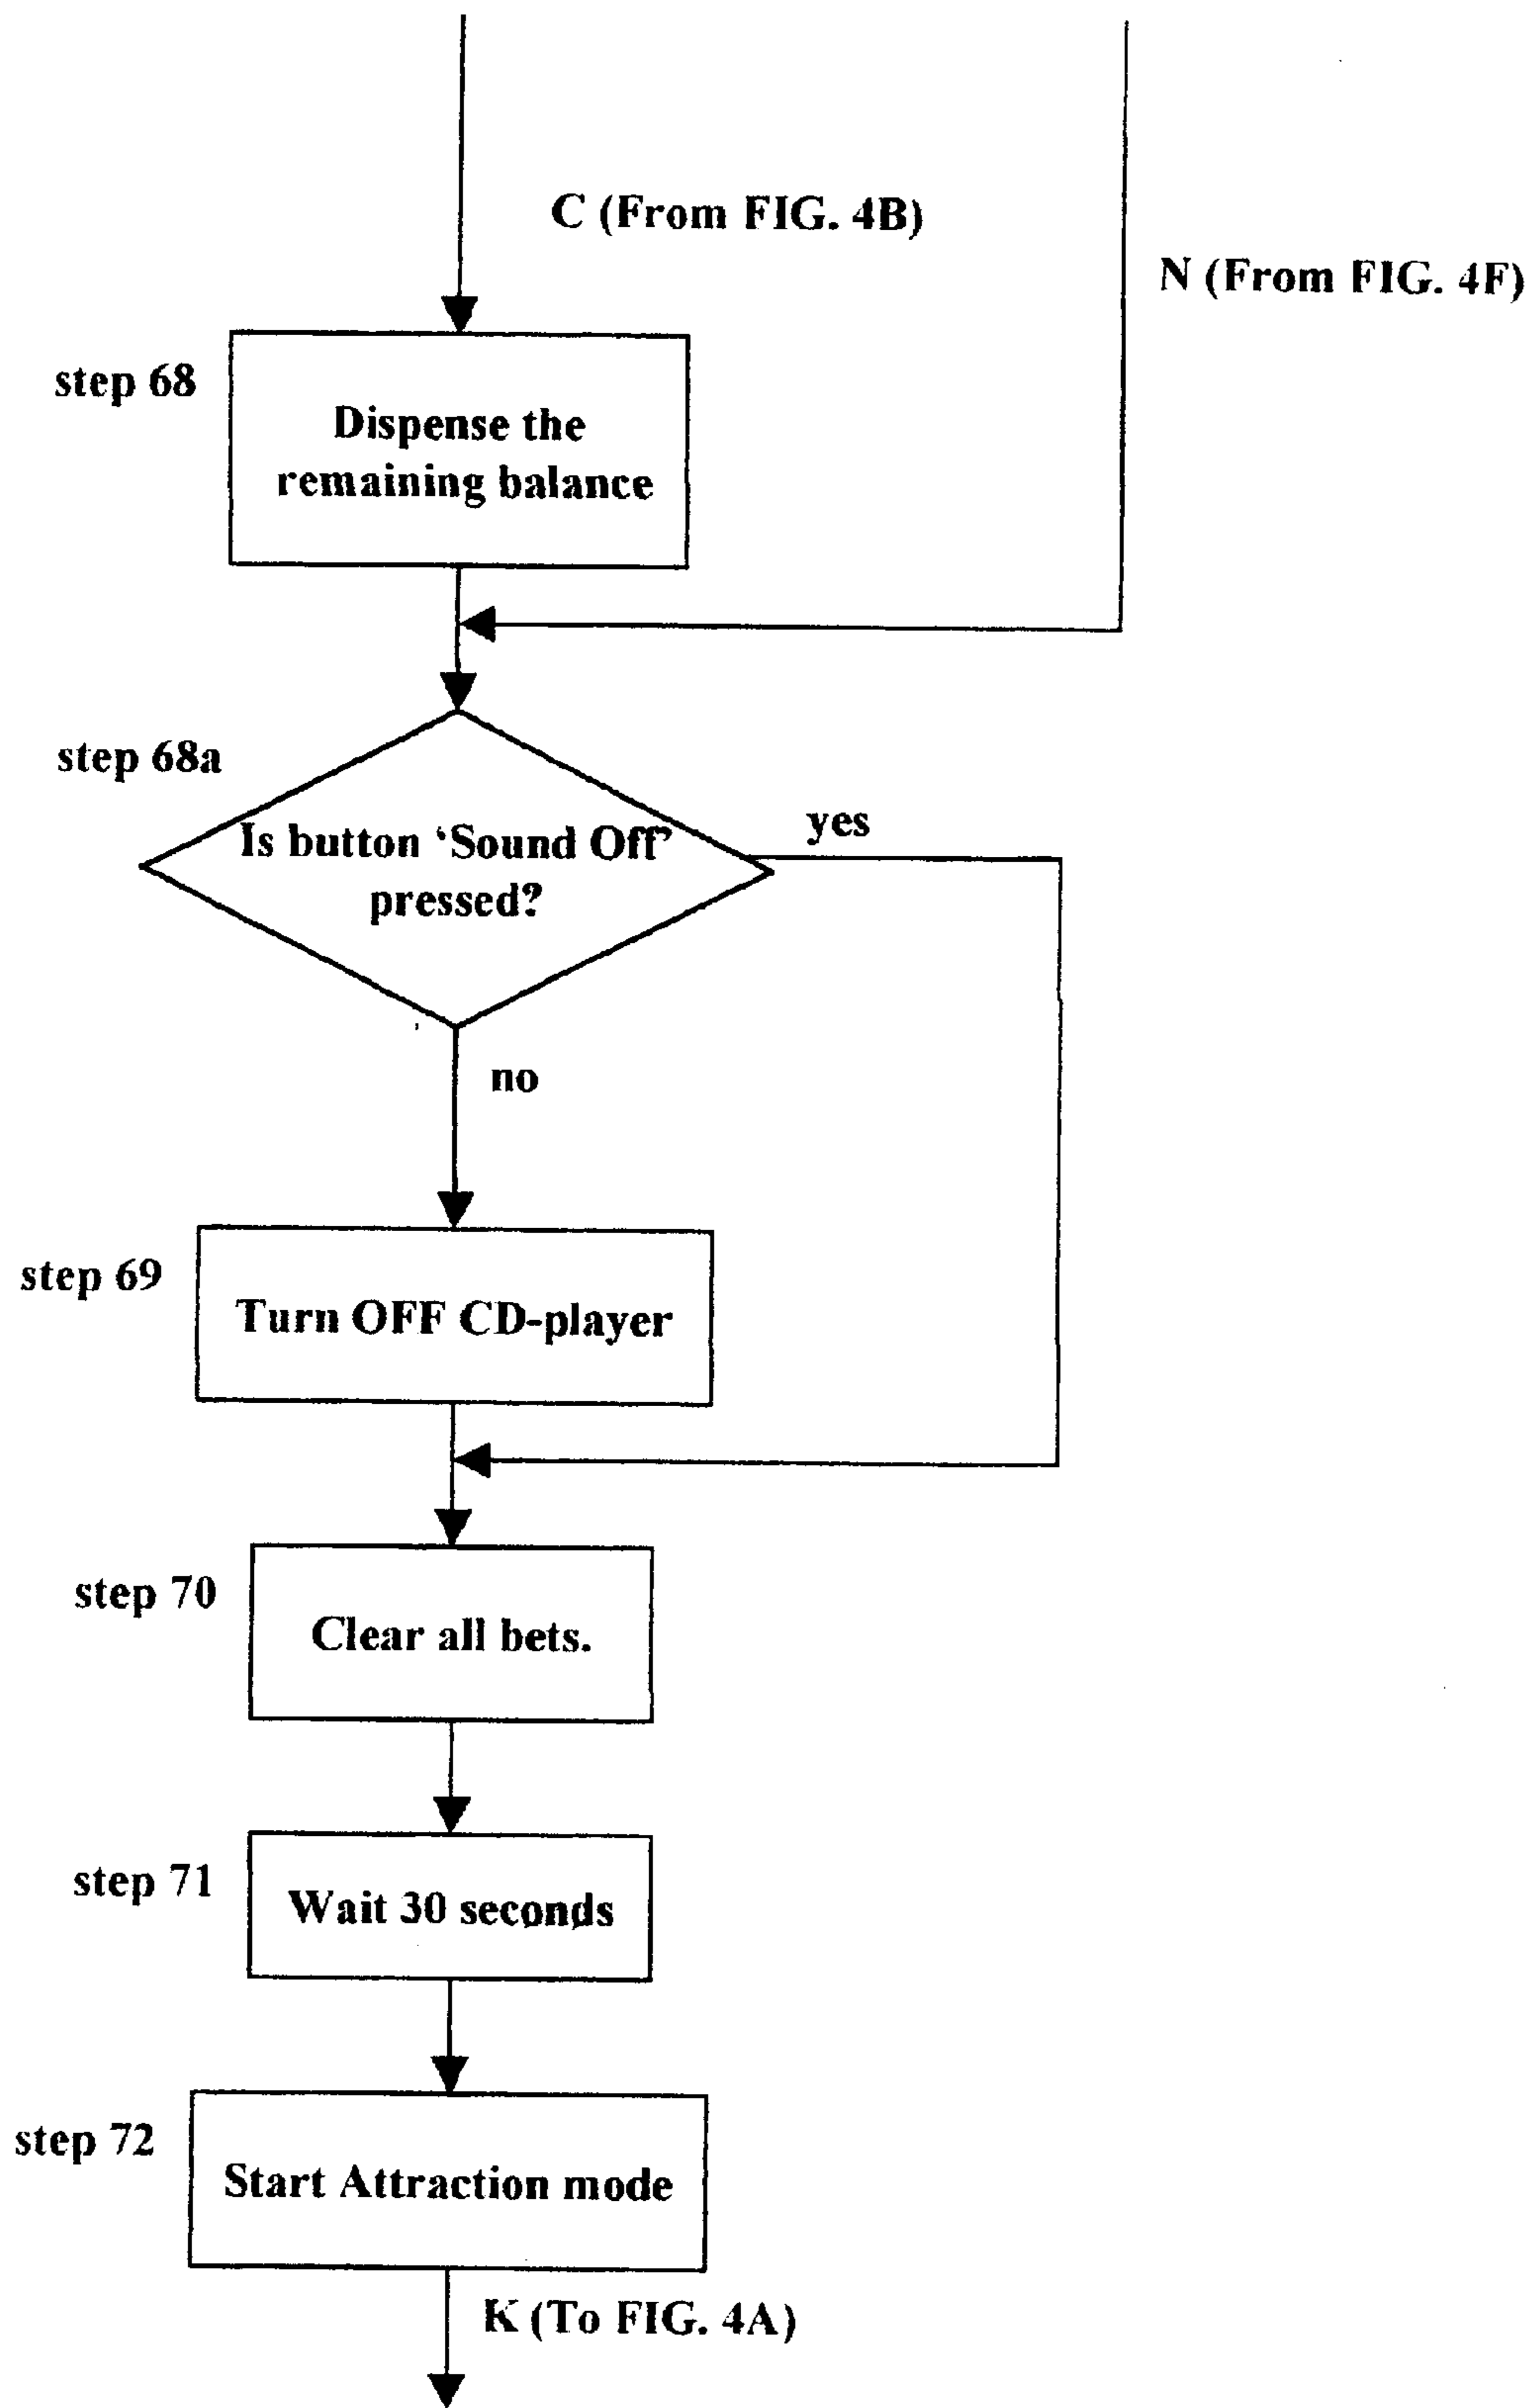 C (From FIG. 4B)
N (From FIG. 4F)
step 68
Dispense the
remaining balance
step 68a
Is button ‘Sound Off’
pressed?
yes
no
step 69
Turn OFF CD-player
step 70
Clear all bets.
step 71
Wait 30 seconds
step 72
Start Attraction mode
K (To FIG. 4A)